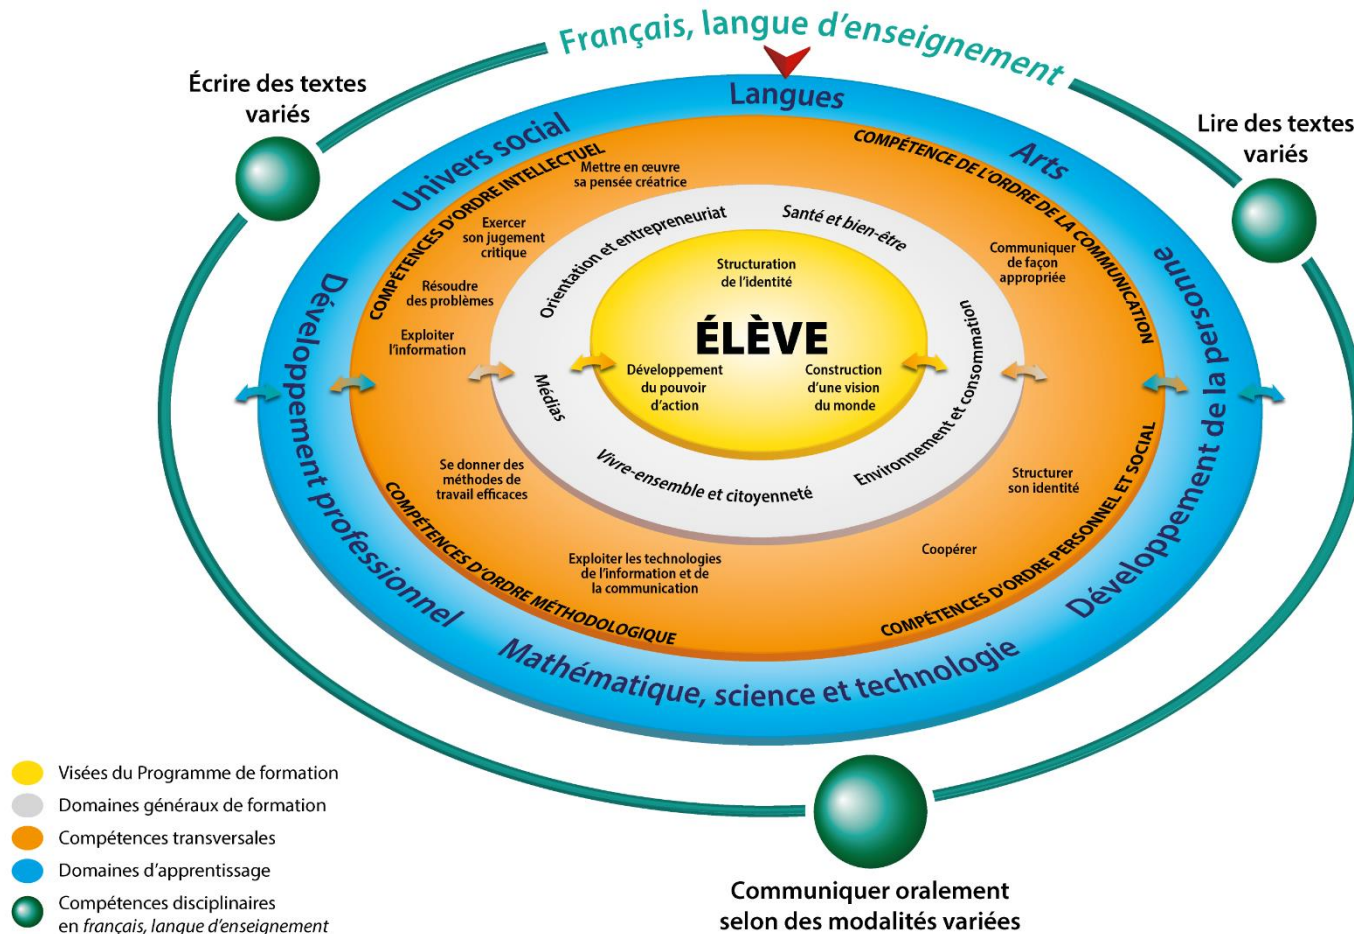 Français, langue d'enseignement
Écrire des textes
variés
Lire des textes
variés
Langues
Univers social
Arts
Développement professionnel
Développement de la personne
Mathématique, science et technologie
COMPÉTENCES D'ORDRE INTELLECTUEL
COMPÉTENCE DE L'ORDRE DE LA COMMUNICATION
Mettre en œuvre
sa pensée créatrice
Exercer
son jugement
critique
Résoudre
des problèmes
Exploiter
l'information
Communiquer
de façon
appropriée
Orientation et entrepreneuriat
Santé et bien-être
Structuration
de l'identité
ÉLÈVE
Développement
du pouvoir
d'action
Construction
d'une vision
du monde
Médias
Environnement et consommation
Vivre-ensemble et citoyenneté
Se donner des
méthodes de
travail efficaces
Structurer
son identité
Exploiter les technologies
de l'information et de
la communication
Coopérer
COMPÉTENCES D'ORDRE MÉTHODOLOGIQUE
COMPÉTENCES D'ORDRE PERSONNEL ET SOCIAL
Visées du Programme de formation
Domaines généraux de formation
Compétences transversales
Domaines d'apprentissage
Compétences disciplinaires
en français, langue d'enseignement
Communiquer oralement
selon des modalités variées